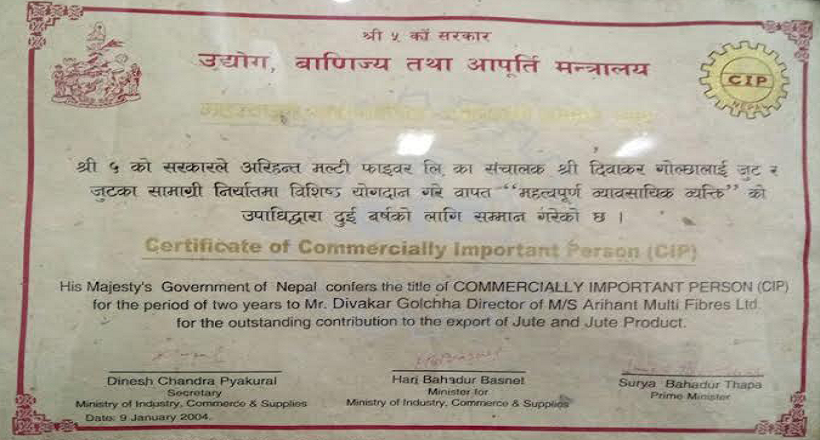 श्री ५ को सरकार
उद्योग, बाणिज्य तथा आपूर्ति मन्त्रालय
CIP
NEPAL
श्री ५ को सरकारले अरिहन्त मल्टी फाइवर लि. का संचालक श्री दिवाकर गोल्छालाई जुट र
जुटका सामाग्री निर्यातमा विशिष्ठ योगदान गरे वापत "महत्वपूर्ण व्यावसायिक व्यक्ति" को
उपाधिद्वारा दुई बर्षको लागि सम्मान गरेको छ ।
Certificate of Commercially Important Person (CIP)
His Majesty's Government of Nepal confers the title of COMMERCIALLY IMPORTANT PERSON (CIP)
for the period of two years to Mr. Divakar Golchha Director of M/S Arihant Multi Fibres Ltd.
for the outstanding contribution to the export of Jute and Jute Product.
Dinesh Chandra Pyakural
Secretary
Ministry of Industry, Commerce & Supplies
Date: 9 January 2004.
Hari Bahadur Basnet
Minister for
Ministry of Industry, Commerce & Supplies
Surya Bahadur Thapa
Prime Minister